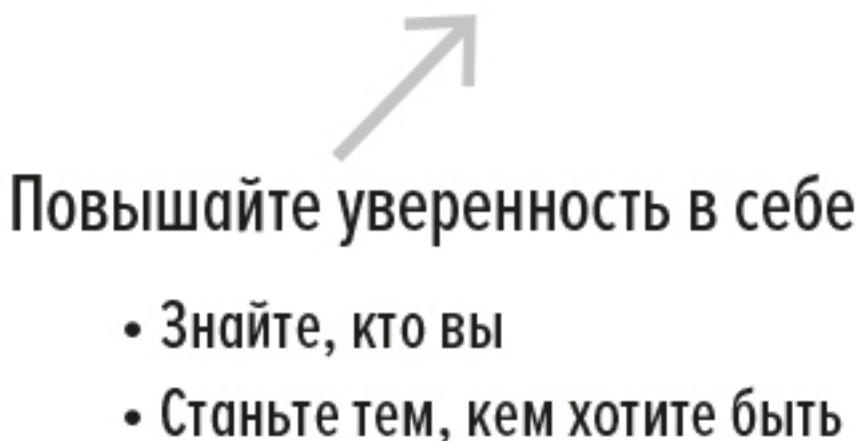 Повышайте уверенность в себе
• Знайте, кто вы
• Станьте тем, кем хотите быть